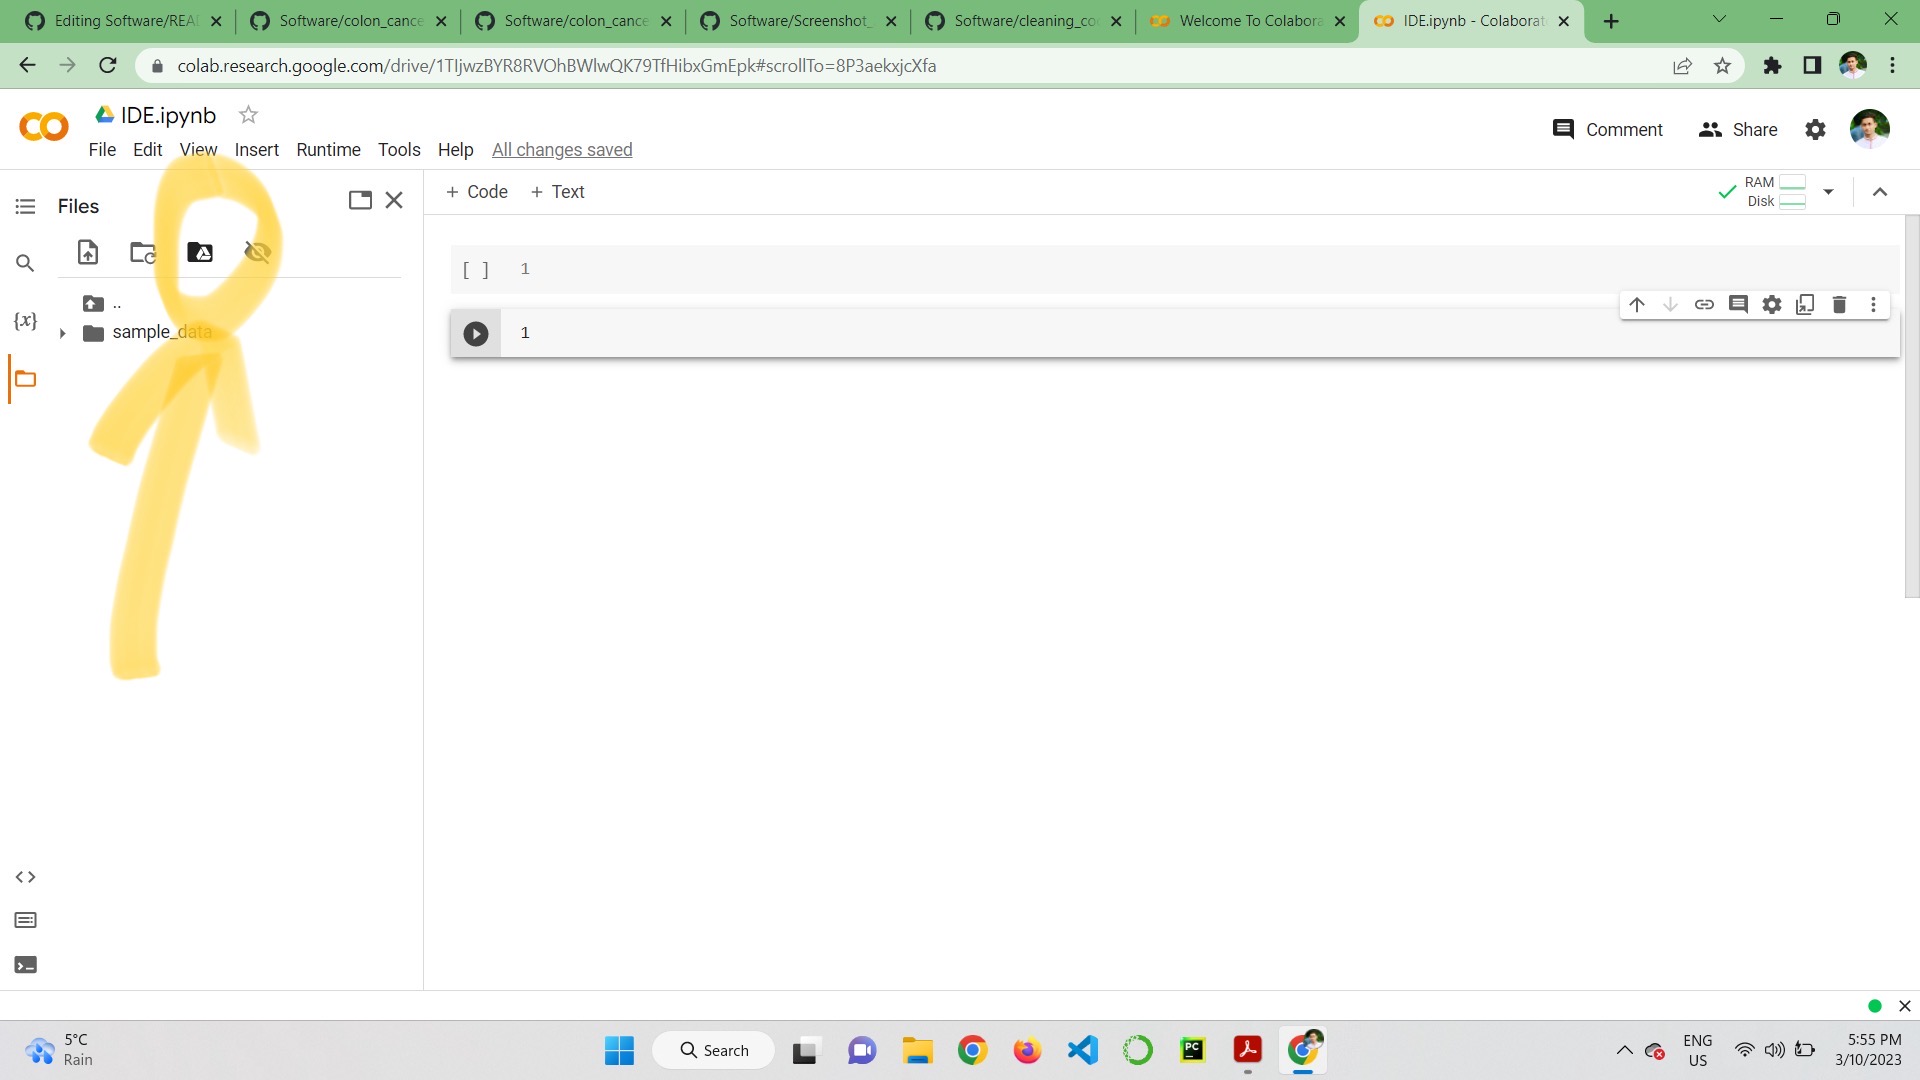 Editing Software/REA
Software/colon_cance
Software/colon_cance
Software/Screenshot_
Software/cleaning_co
Welcome To Colabora
IDE.ipynb - Colaborat
colab.research.google.com/drive/1TIjwzBYR8RVOhBWlwQK79TfHibxGmEpk#scrollTo=8P3aekxjcXfa
IDE.ipynb
File Edit View Insert Runtime Tools Help All changes saved
Comment Share
Files
+ Code + Text
RAM
Disk
[ ] 1
..
sample_data
{x}
1
5°C
Rain
Search
PC
ENG
US
5:55 PM
3/10/2023